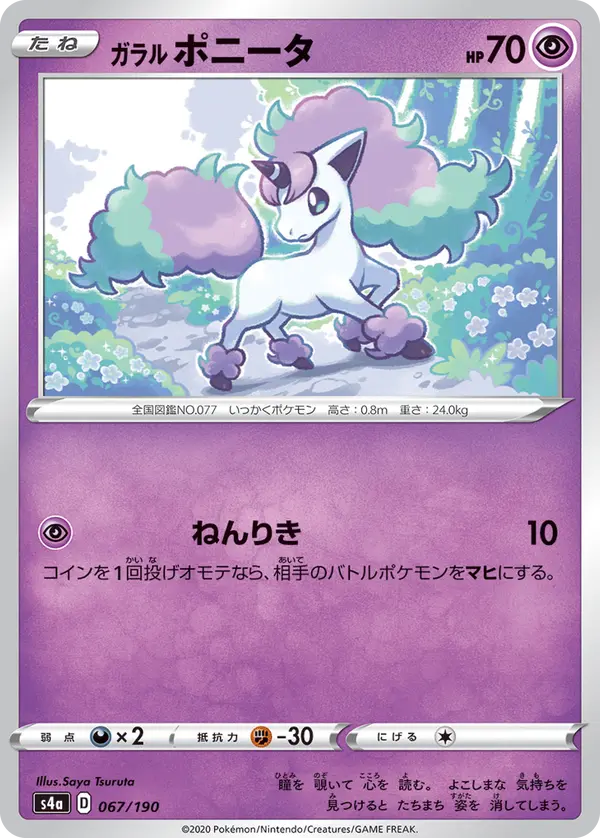 たね ガラル ポニータ HP 70
全国図鑑NO.077 いっかくポケモン 高さ:0.8m 重さ:24.0kg
ねんりき 10
コインを1回投げオモテなら、相手のバトルポケモンをマヒにする。
弱点 ×2 抵抗力 -30 にげる
Illus.Saya Tsuruta
s4a D 067/190
瞳を 覗いて 心を 読む。 よこしまな 気持ちを
見つけると たちまち 姿を 消してしまう。
©2020 Pokémon/Nintendo/Creatures/GAME FREAK.